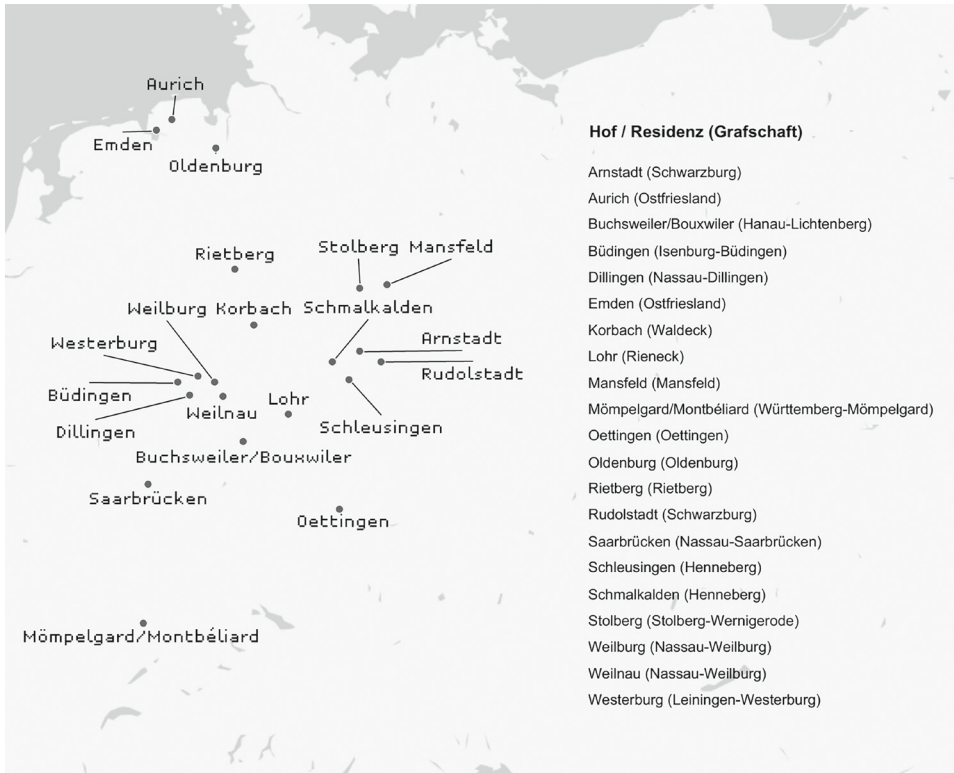 Aurich
Emden
Oldenburg
Rietberg
Stolberg Mansfeld
Weilburg Korbach Schmalkalden
Westerburg
Arnstadt
Büdingen
Rudolstadt
Weilnau
Lohr
Dillingen
Schleusingen
Buchsweiler/Bouxwiler
Saarbrücken
Oettingen
Mömpelgard/Montbéliard
Hof / Residenz (Grafschaft)
Arnstadt (Schwarzburg)
Aurich (Ostfriesland)
Buchsweiler/Bouxwiler (Hanau-Lichtenberg)
Büdingen (Isenburg-Büdingen)
Dillingen (Nassau-Dillingen)
Emden (Ostfriesland)
Korbach (Waldeck)
Lohr (Rieneck)
Mansfeld (Mansfeld)
Mömpelgard/Montbéliard (Württemberg-Mömpelgard)
Oettingen (Oettingen)
Oldenburg (Oldenburg)
Rietberg (Rietberg)
Rudolstadt (Schwarzburg)
Saarbrücken (Nassau-Saarbrücken)
Schleusingen (Henneberg)
Schmalkalden (Henneberg)
Stolberg (Stolberg-Wernigerode)
Weilburg (Nassau-Weilburg)
Weilnau (Nassau-Weilburg)
Westerburg (Leiningen-Westerburg)